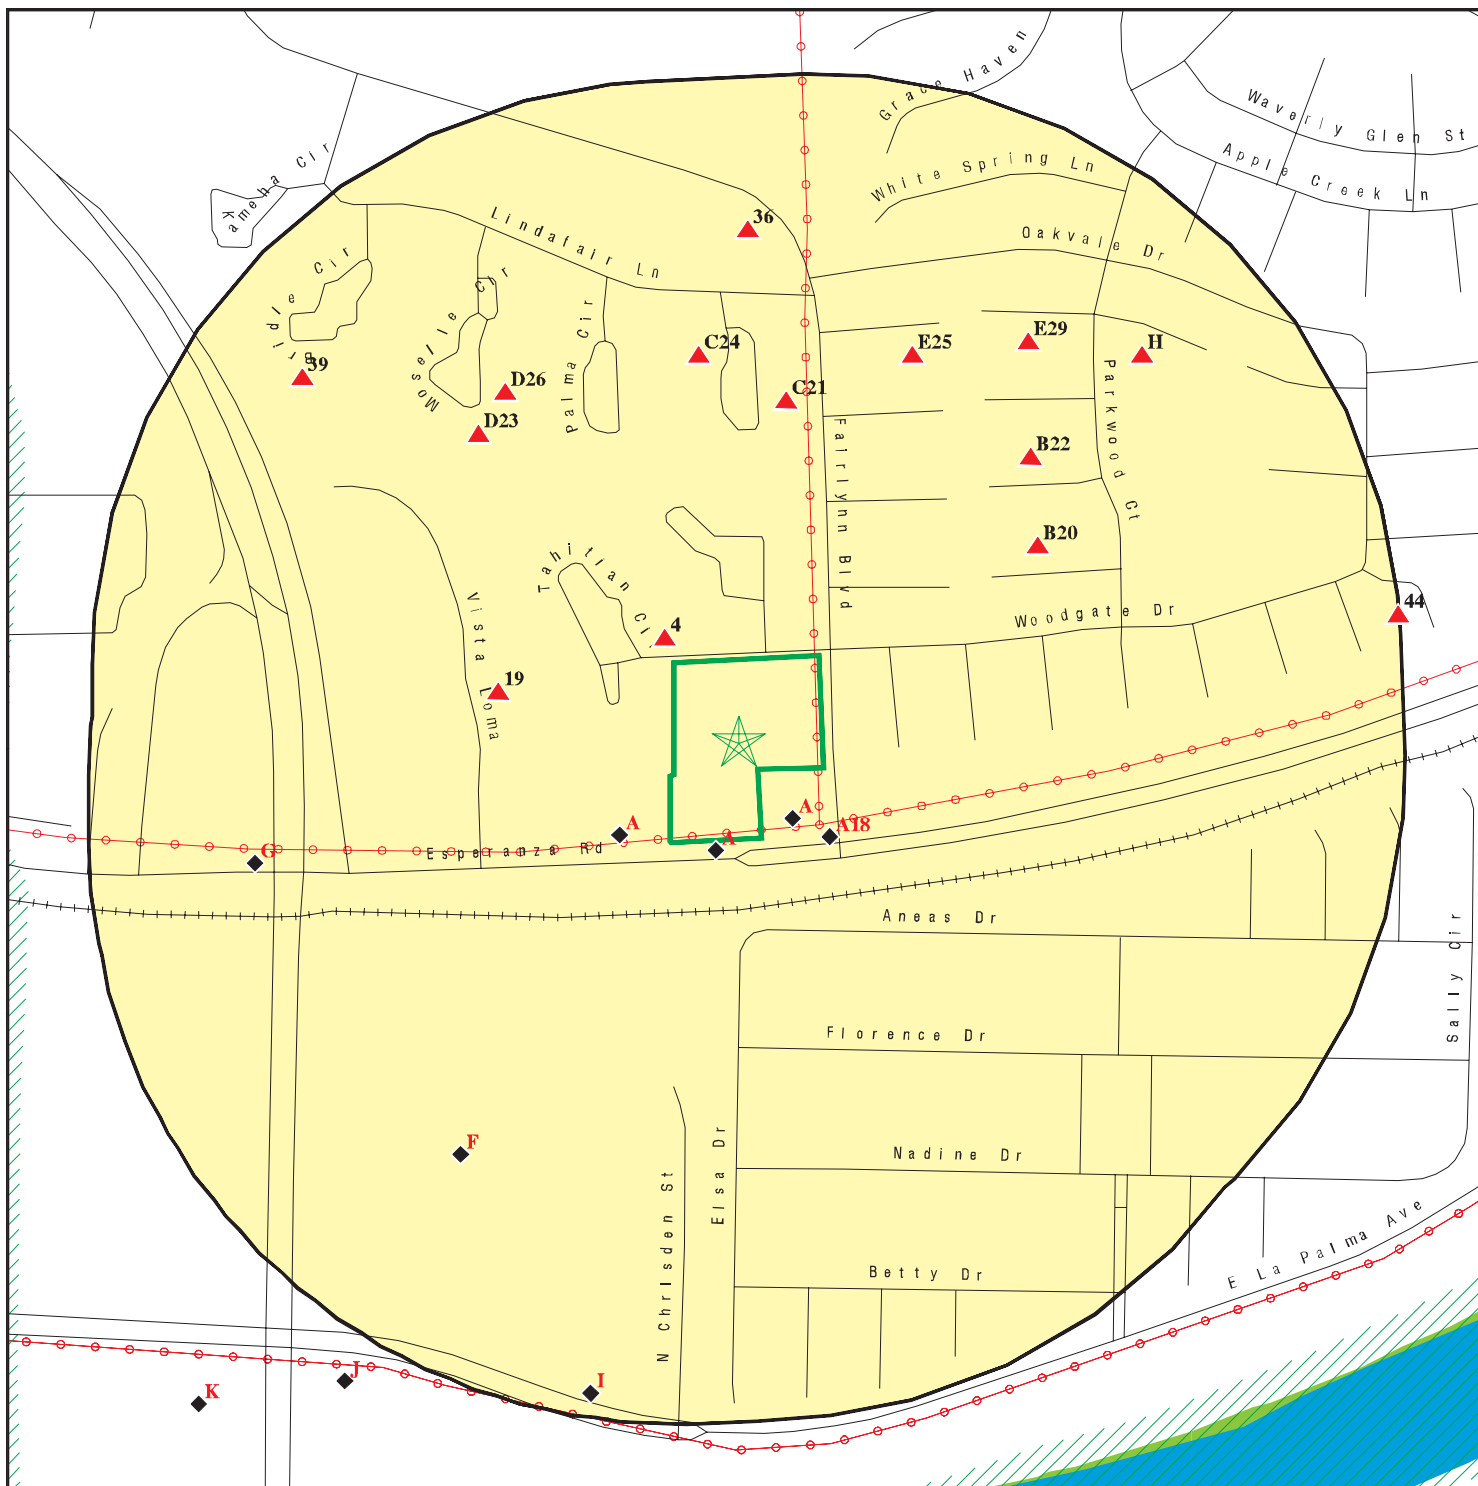 Grace Haven
Waverly Glen St
Apple Creek Ln
Kameha Cir
White Spring Ln
Lindafair Ln
36
Oakvale Dr
Bridle Cir
Moselle Cir
Palma Cir
C24
E25
E29
H
39
D26
C21
D23
Parkwood Ct
Fairlynn Blvd
B22
B20
Tahitian Cir
Vista Loma
4
Woodgate Dr
44
19
A
A
A
A18
G
Esperanza Rd
Aneas Dr
Sally Cir
Florence Dr
F
Elsa Dr
Nadine Dr
N Chrisden St
Betty Dr
E La Palma Ave
K
J
I